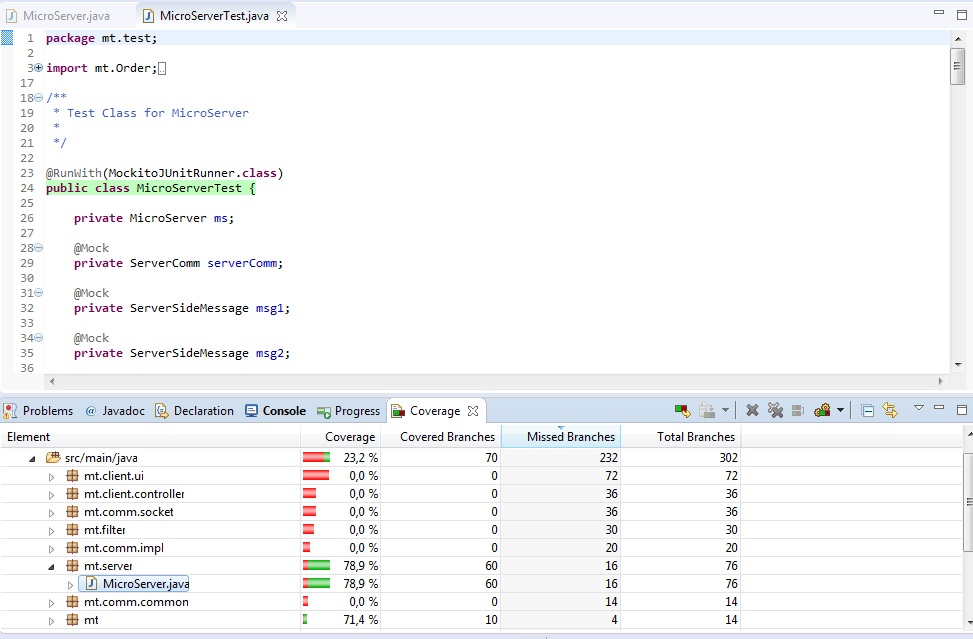 MicroServer.java MicroServerTest.java
1 package mt.test;
2
3 import mt.Order;
17
18 /**
19 * Test Class for MicroServer
20 *
21 */
22
23 @RunWith(MockitoJUnitRunner.class)
24 public class MicroServerTest {
25
26 private MicroServer ms;
27
28 @Mock
29 private ServerComm serverComm;
30
31 @Mock
32 private ServerSideMessage msg1;
33
34 @Mock
35 private ServerSideMessage msg2;
36
Problems @ Javadoc Declaration Console Progress Coverage
Element Coverage Covered Branches Missed Branches Total Branches
src/main/java 23,2 % 70 232 302
mt.client.ui 0,0 % 0 72 72
mt.client.controller 0,0 % 0 36 36
mt.comm.socket 0,0 % 0 36 36
mt.filter 0,0 % 0 30 30
mt.comm.impl 0,0 % 0 20 20
mt.server 78,9 % 60 16 76
MicroServer.java 78,9 % 60 16 76
mt.comm.common 0,0 % 0 14 14
mt 71,4 % 10 4 14